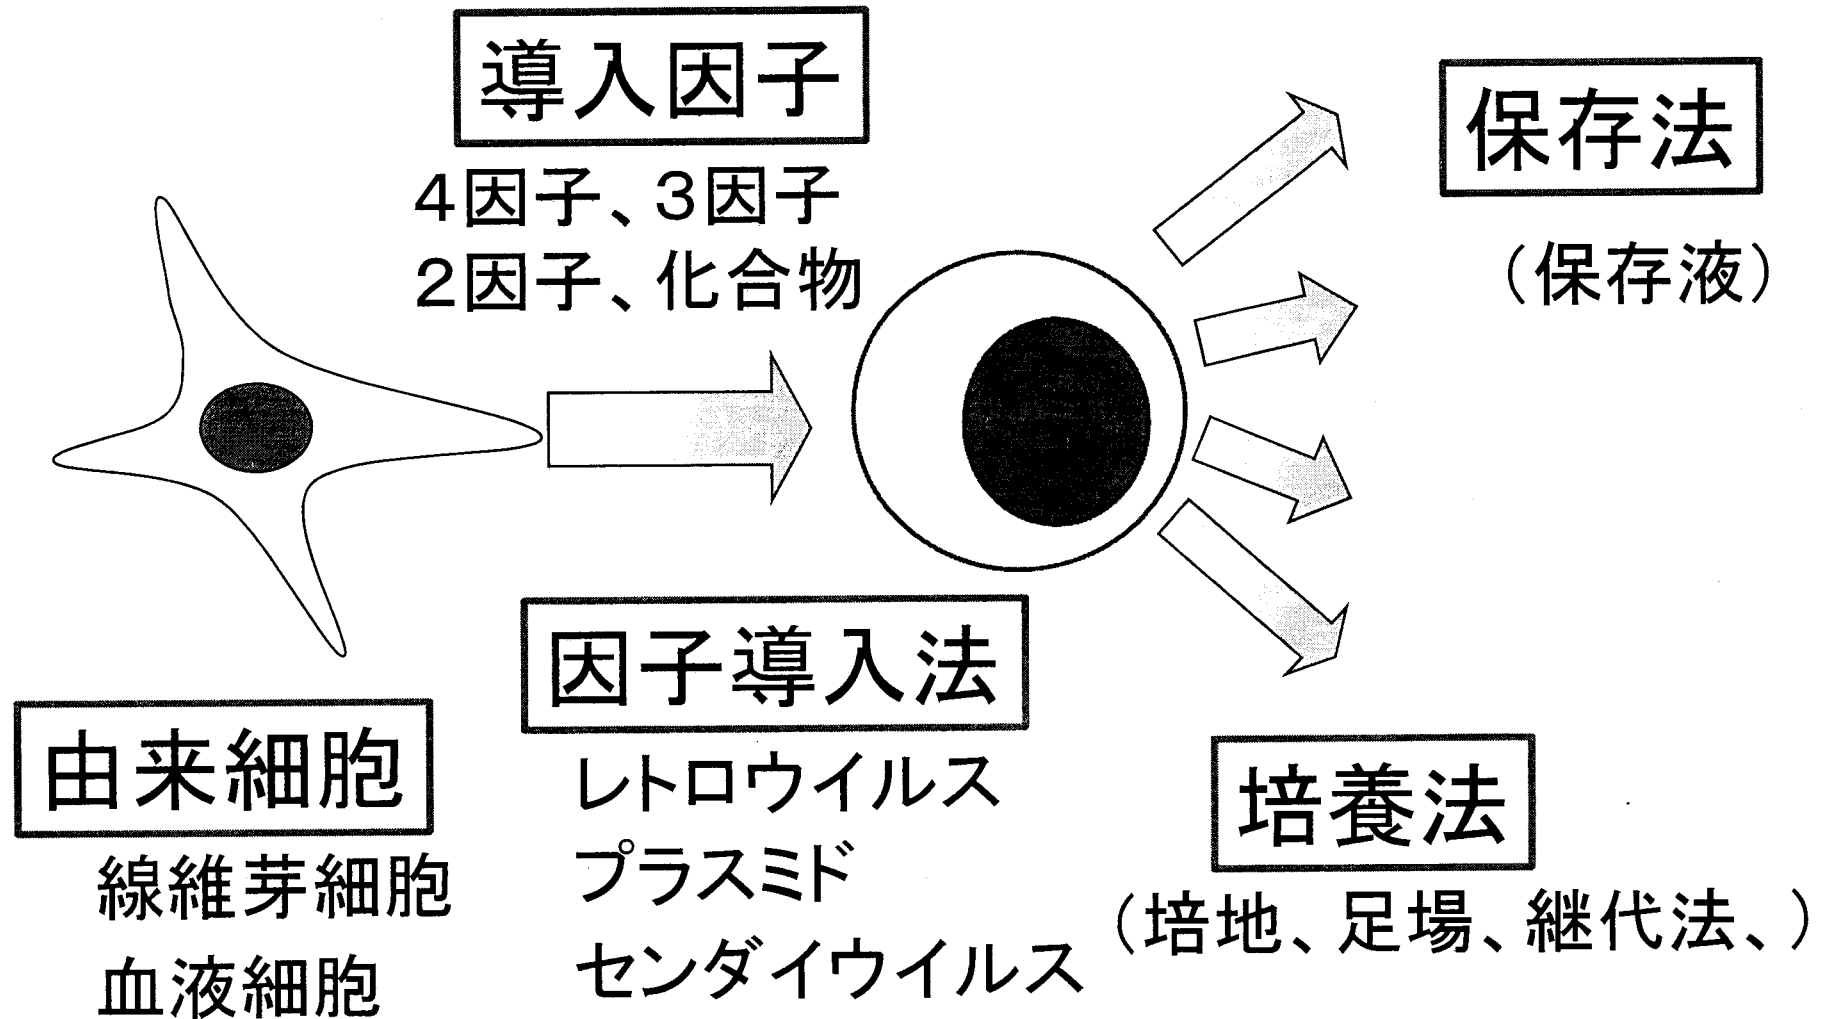 導入因子
4因子、3因子
2因子、化合物
保存法
(保存液)
因子導入法
レトロウイルス
プラスミド
センダイウイルス
由来細胞
線維芽細胞
血液細胞
培養法
(培地、足場、継代法、)